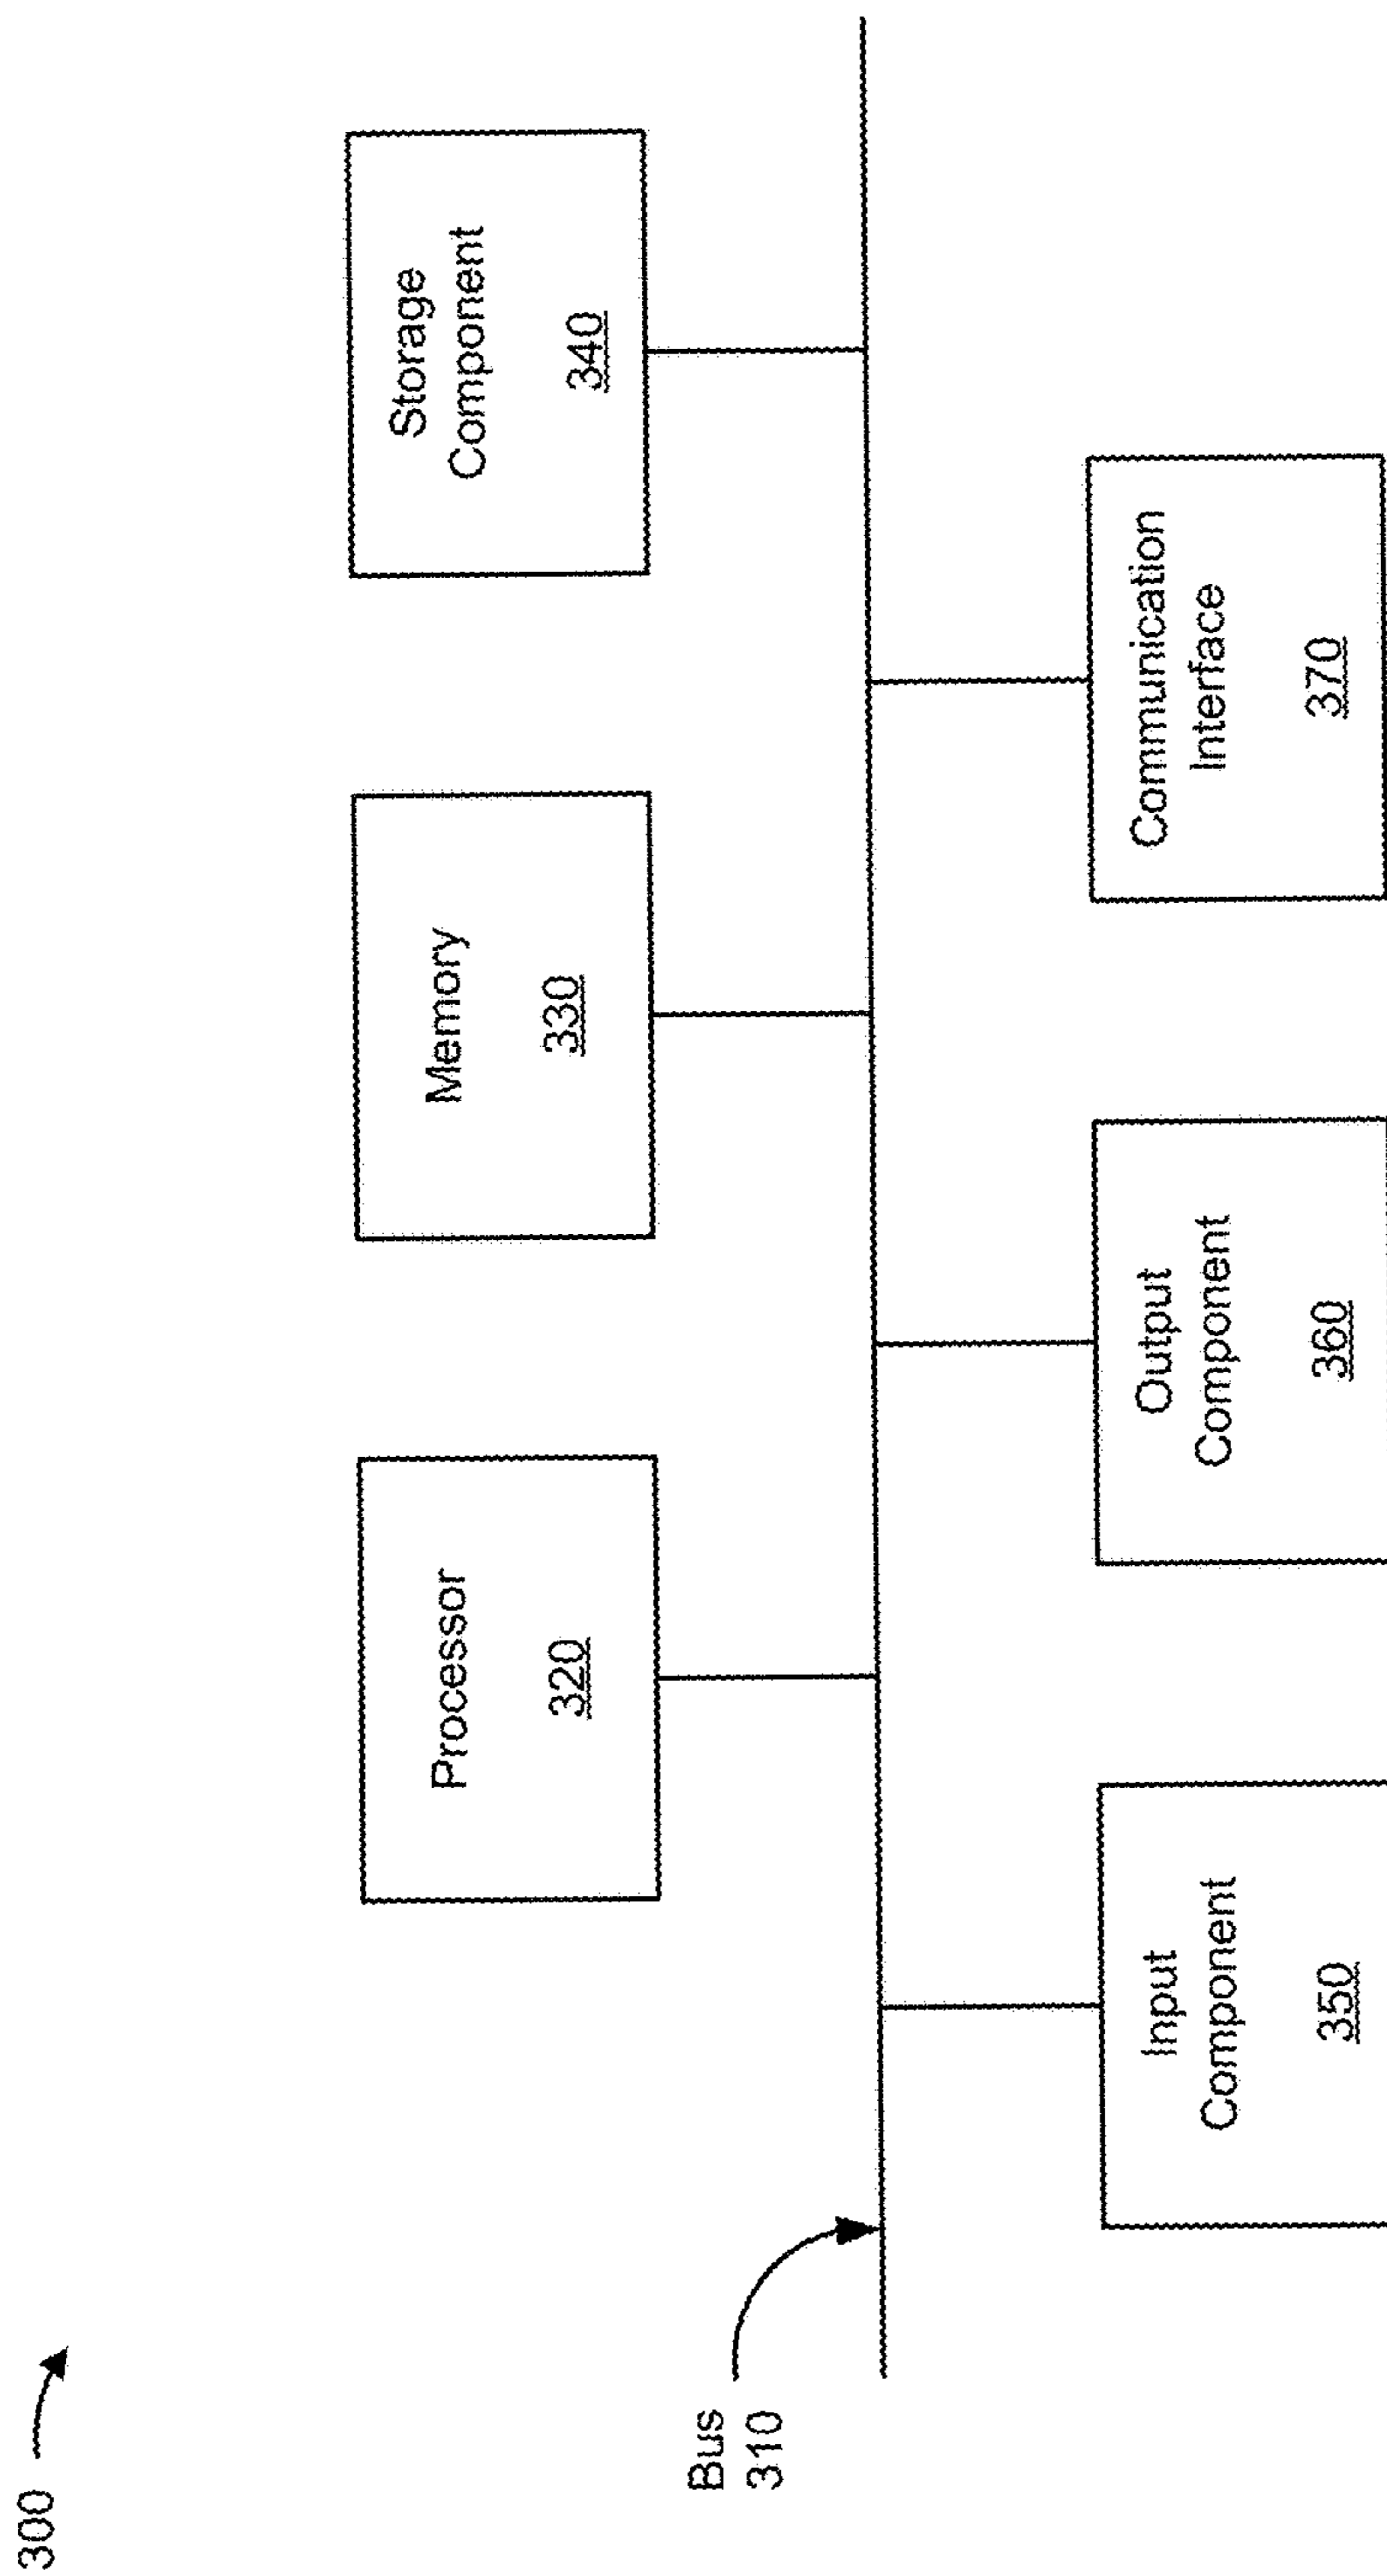 300
Processor
320
Memory
330
Storage
Component
340
Bus
310
Input
Component
350
Output
Component
360
Communication
Interface
370